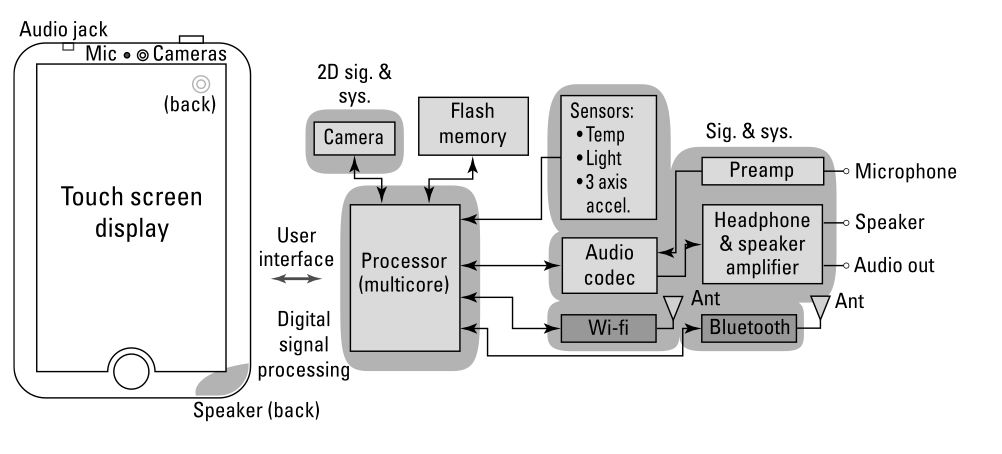 Audio jack
Mic
Cameras
(back)
Touch screen
display
Speaker (back)
User
interface
Digital
signal
processing
2D sig. &
sys.
Camera
Flash
memory
Processor
(multicore)
Sensors:
• Temp
• Light
• 3 axis
accel.
Audio
codec
Wi-fi
Ant
Sig. & sys.
Preamp
Headphone
& speaker
amplifier
Bluetooth
Ant
Microphone
Speaker
Audio out